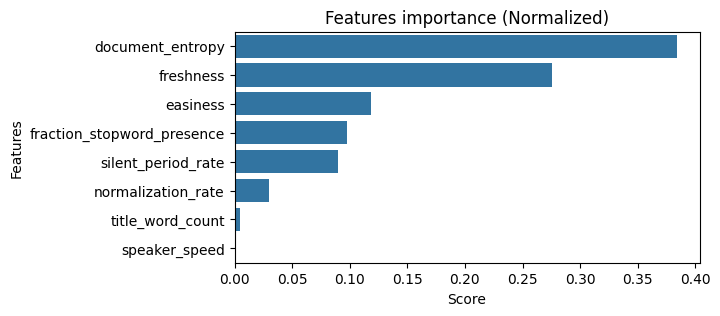 Features importance (Normalized)
Features
document_entropy
freshness
easiness
fraction_stopword_presence
silent_period_rate
normalization_rate
title_word_count
speaker_speed
0.00 0.05 0.10 0.15 0.20 0.25 0.30 0.35 0.40
Score